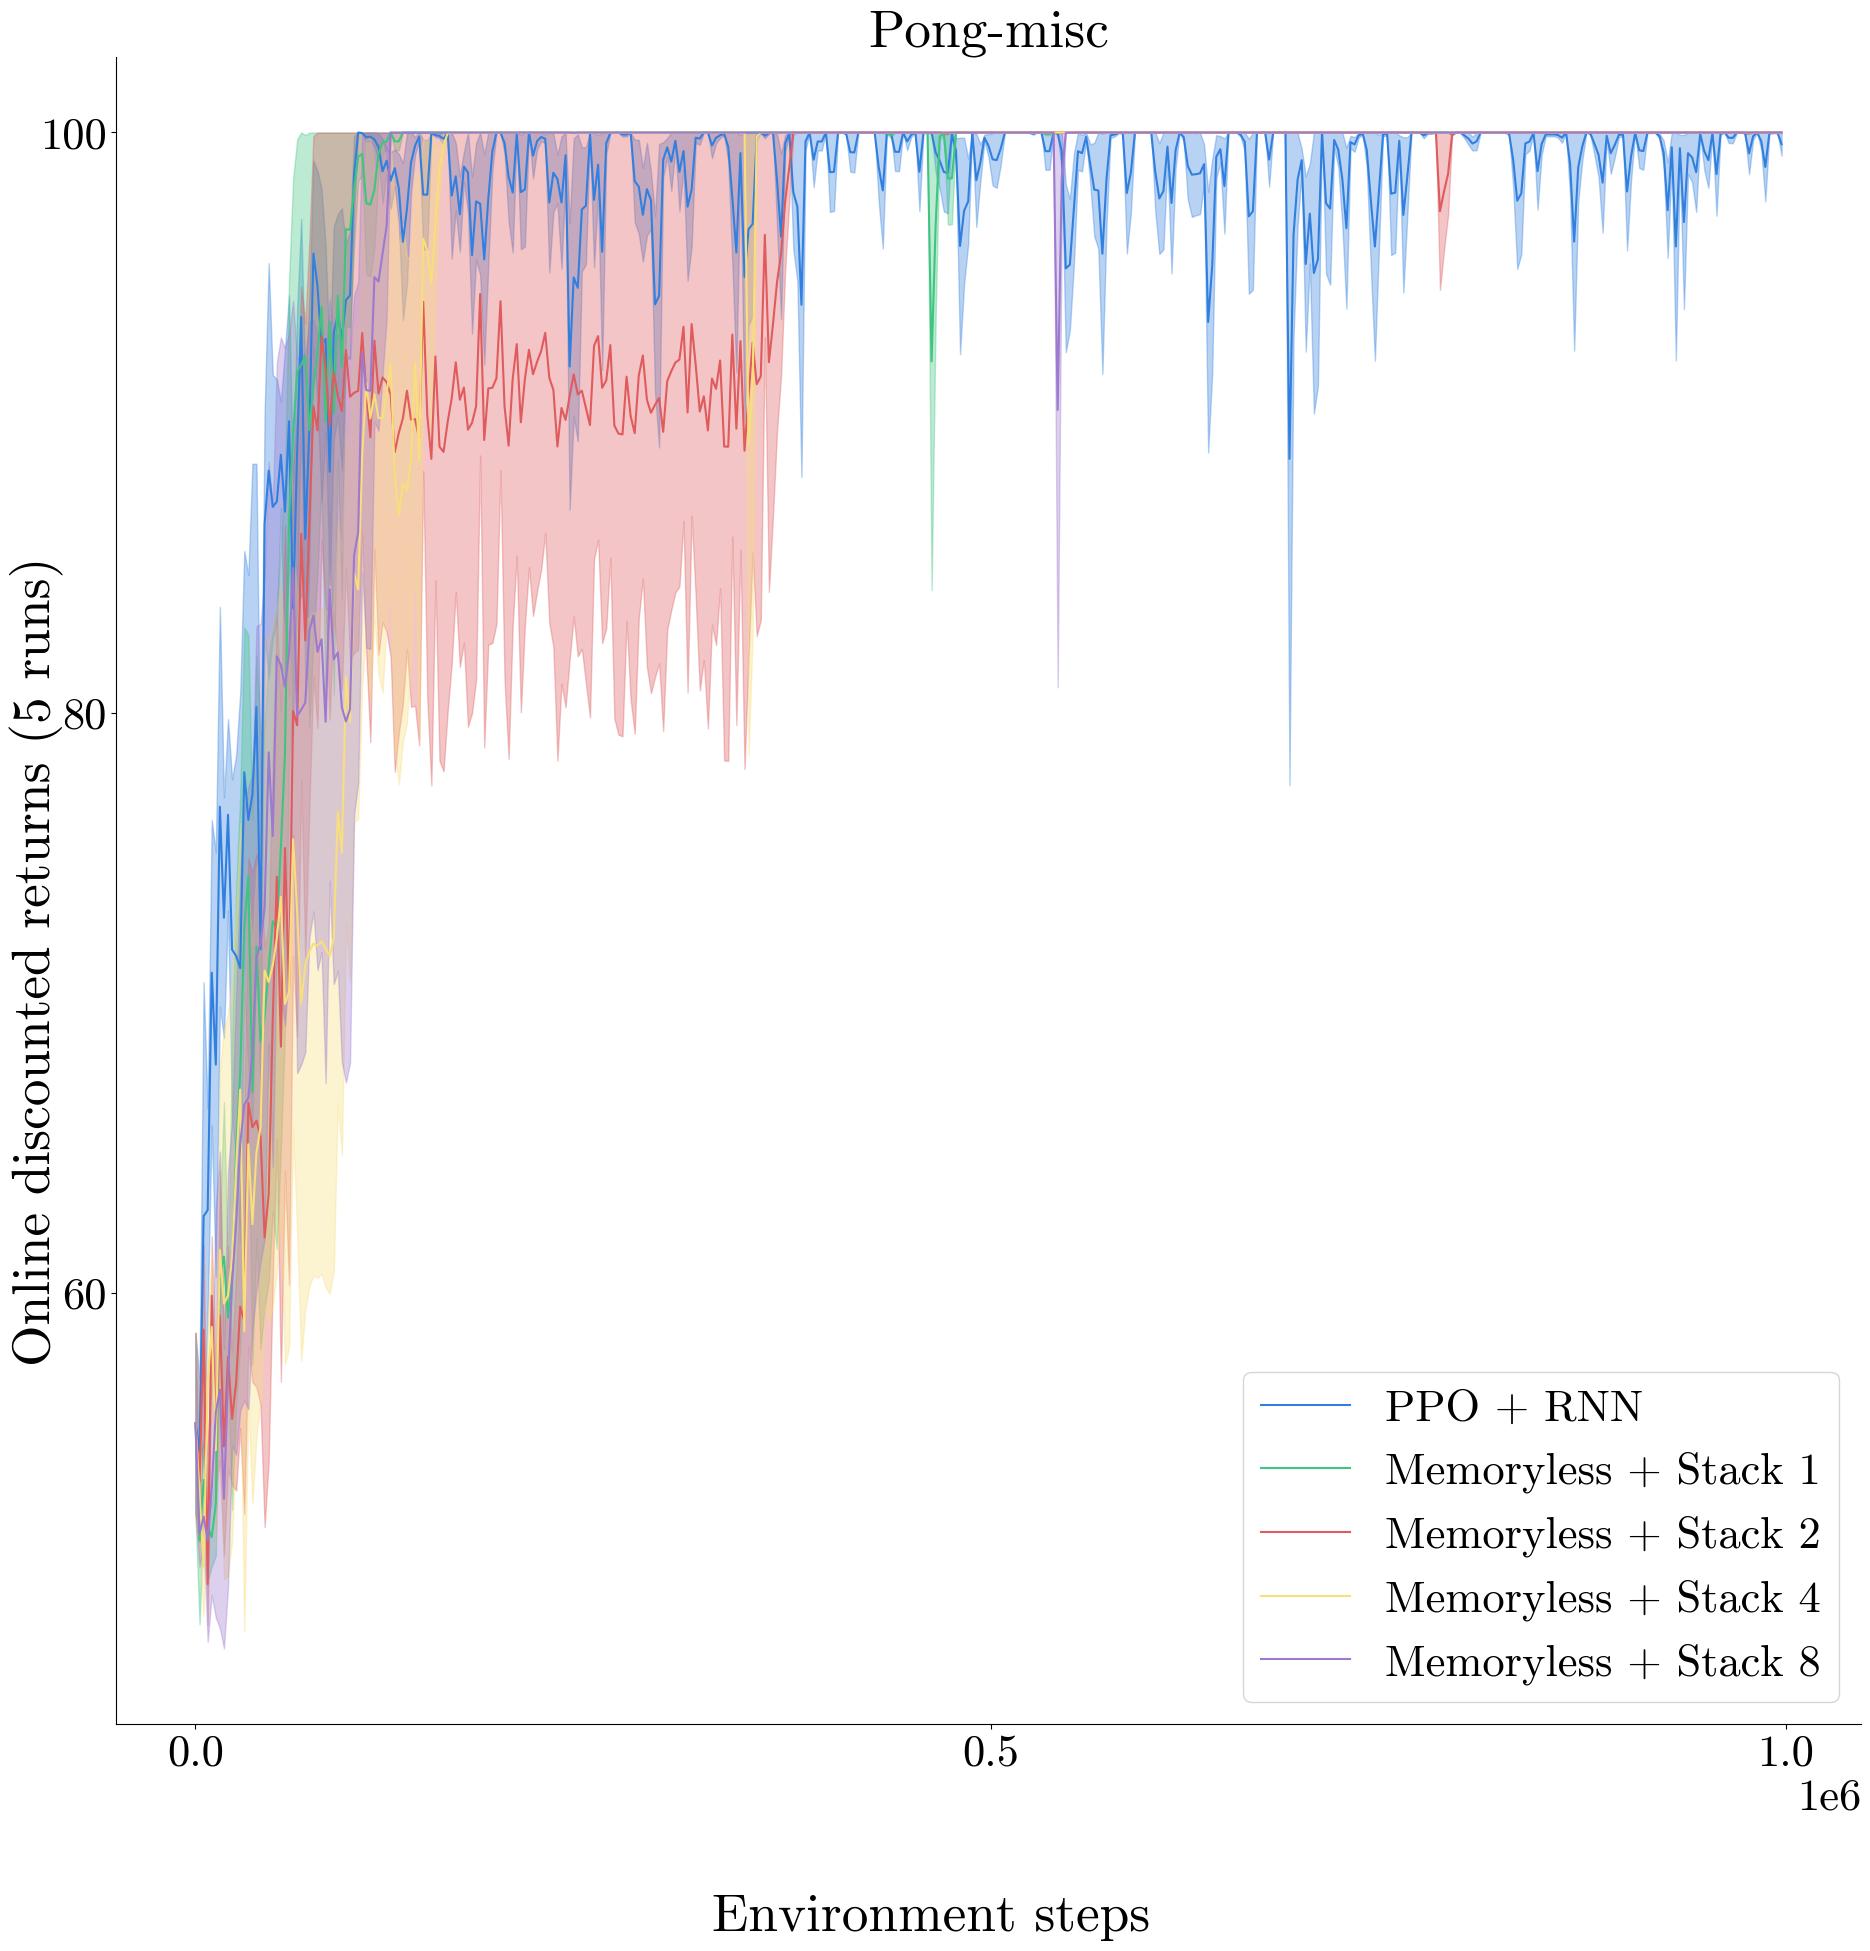 Pong-misc
Online discounted returns (5 runs)
100
80
60
PPO + RNN
Memoryless + Stack 1
Memoryless + Stack 2
Memoryless + Stack 4
Memoryless + Stack 8
0.0
0.5
1.0
1e6
Environment steps